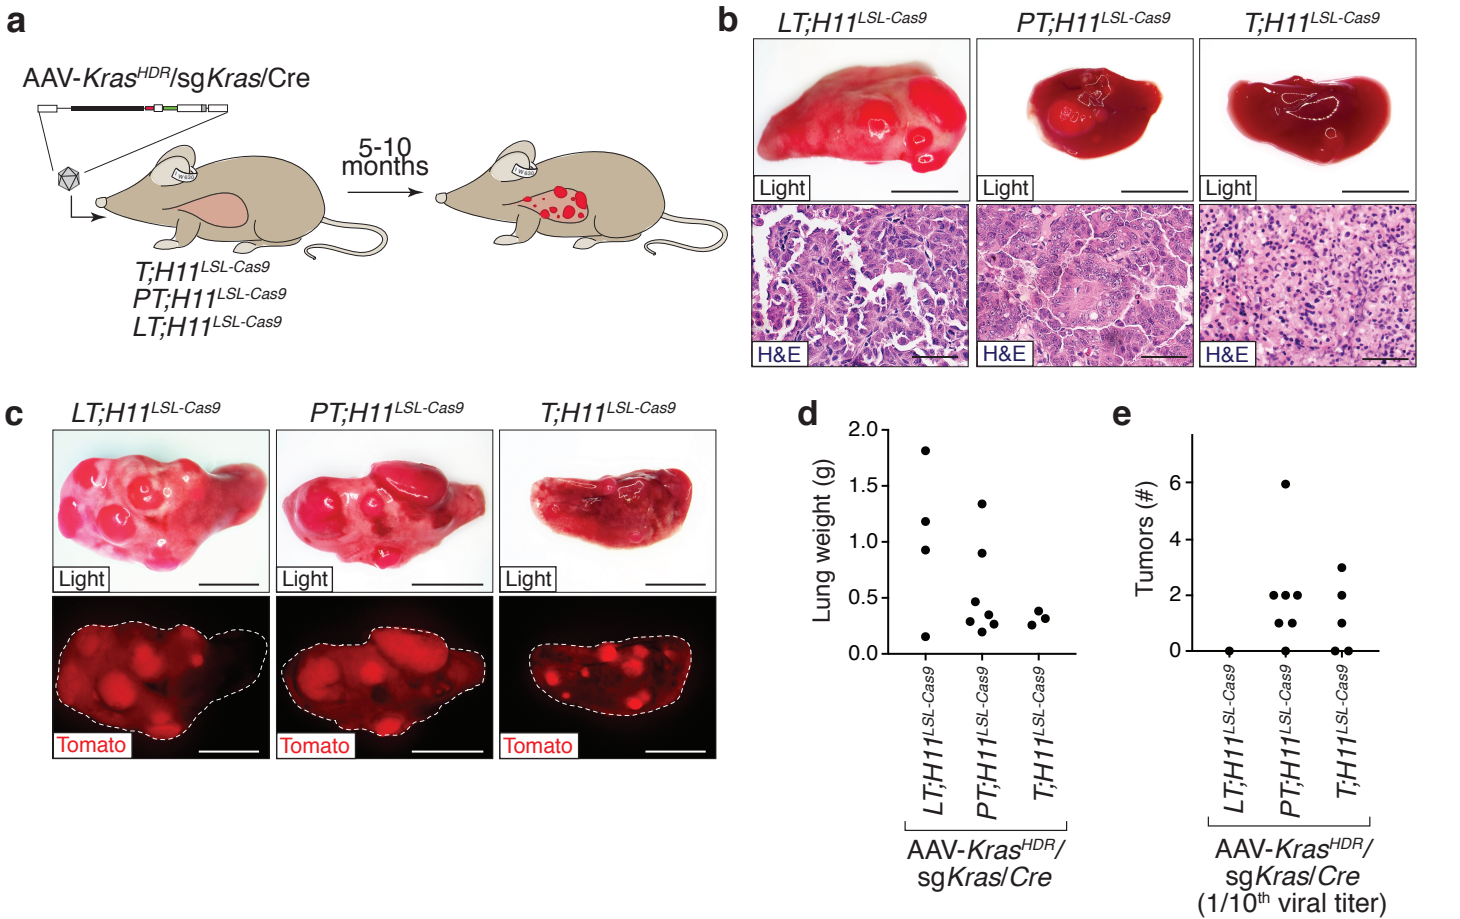 a
AAV-Kras^HDR/sgKras/Cre
5-10
months
T;H11^LSL-Cas9
PT;H11^LSL-Cas9
LT;H11^LSL-Cas9
b
LT;H11^LSL-Cas9 PT;H11^LSL-Cas9 T;H11^LSL-Cas9
Light Light Light
H&E H&E H&E
c
LT;H11^LSL-Cas9 PT;H11^LSL-Cas9 T;H11^LSL-Cas9
Light Light Light
Tomato Tomato Tomato
d
Lung weight (g)
2.0
1.5
1.0
0.5
0.0
LT;H11^LSL-Cas9
PT;H11^LSL-Cas9
T;H11^LSL-Cas9
AAV-Kras^HDR/
sgKras/Cre
e
Tumors (#)
6
4
2
0
LT;H11^LSL-Cas9
PT;H11^LSL-Cas9
T;H11^LSL-Cas9
AAV-Kras^HDR/
sgKras/Cre
(1/10^th viral titer)